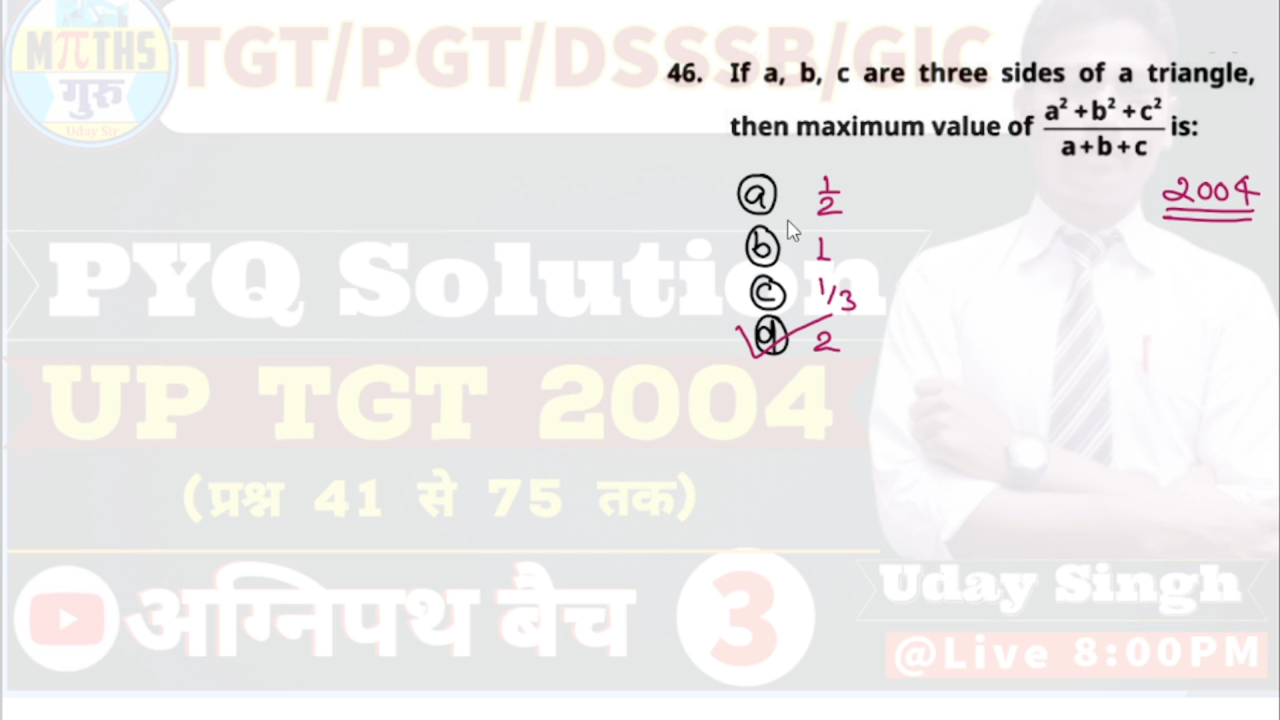 MπTHS
गुरु
Uday Sir
TGT/PGT/DSSSB/GIC
46. If a, b, c are three sides of a triangle,
then maximum value of (a² + b² + c²)/(a + b + c) is:
2004
(a) 1/2
(b) 1
(c) 1/3
(d) 2
PYQ Solution
UP TGT 2004
(प्रश्न 41 से 75 तक)
अग्निपथ बैच 3
Uday Singh
@Live 8:00PM